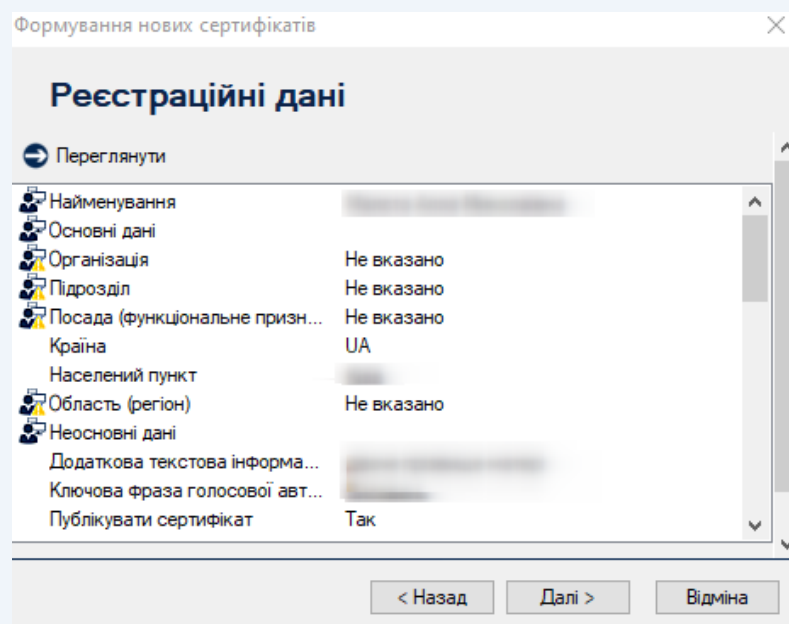 Формування нових сертифікатів
Реєстраційні дані
Переглянути
Найменування
Основні дані
Організація Не вказано
Підрозділ Не вказано
Посада (функціональне призн... Не вказано
Країна UA
Населений пункт
Область (регіон) Не вказано
Неосновні дані
Додаткова текстова інформа...
Ключова фраза голосової авт...
Публікувати сертифікат Так
< Назад Далі > Відміна